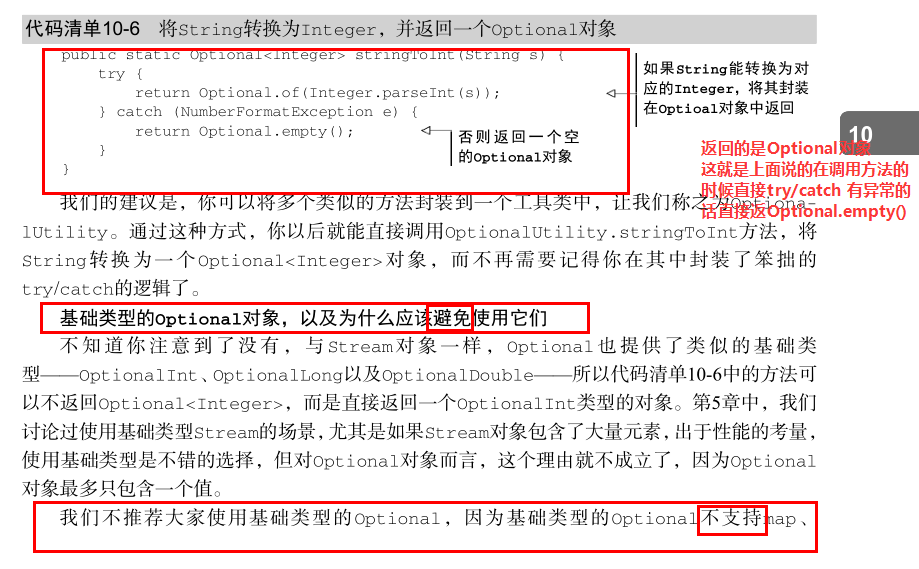 代码清单10-6 将String转换为Integer，并返回一个Optional对象
public static Optional<Integer> stringToInt(String s) {
try {
return Optional.of(Integer.parseInt(s));
} catch (NumberFormatException e) {
return Optional.empty();
}
}
如果String能转换为对
应的Integer，将其封装
在Optioal对象中返回
否则返回一个空
的Optional对象
10
返回的是Optional对象
这就是上面说的在调用方法的
时候直接try/catch 有异常的
话直接返Optional.empty()
我们的建议是，你可以将多个类似的方法封装到一个工具类中，让我们称之为Optiona-
lUtility。通过这种方式，你以后就能直接调用OptionalUtility.stringToInt方法，将
String转换为一个Optional<Integer>对象，而不再需要记得你在其中封装了笨拙的
try/catch的逻辑了。
基础类型的Optional对象，以及为什么应该避免使用它们
不知道你注意到了没有，与Stream对象一样，Optional也提供了类似的基础类
型——OptionalInt、OptionalLong以及OptionalDouble——所以代码清单10-6中的方法可
以不返回Optional<Integer>，而是直接返回一个OptionalInt类型的对象。第5章中，我们
讨论过使用基础类型Stream的场景，尤其是如果Stream对象包含了大量元素，出于性能的考量，
使用基础类型是不错的选择，但对Optional对象而言，这个理由就不成立了，因为Optional
对象最多只包含一个值。
我们不推荐大家使用基础类型的Optional，因为基础类型的Optional不支持map、